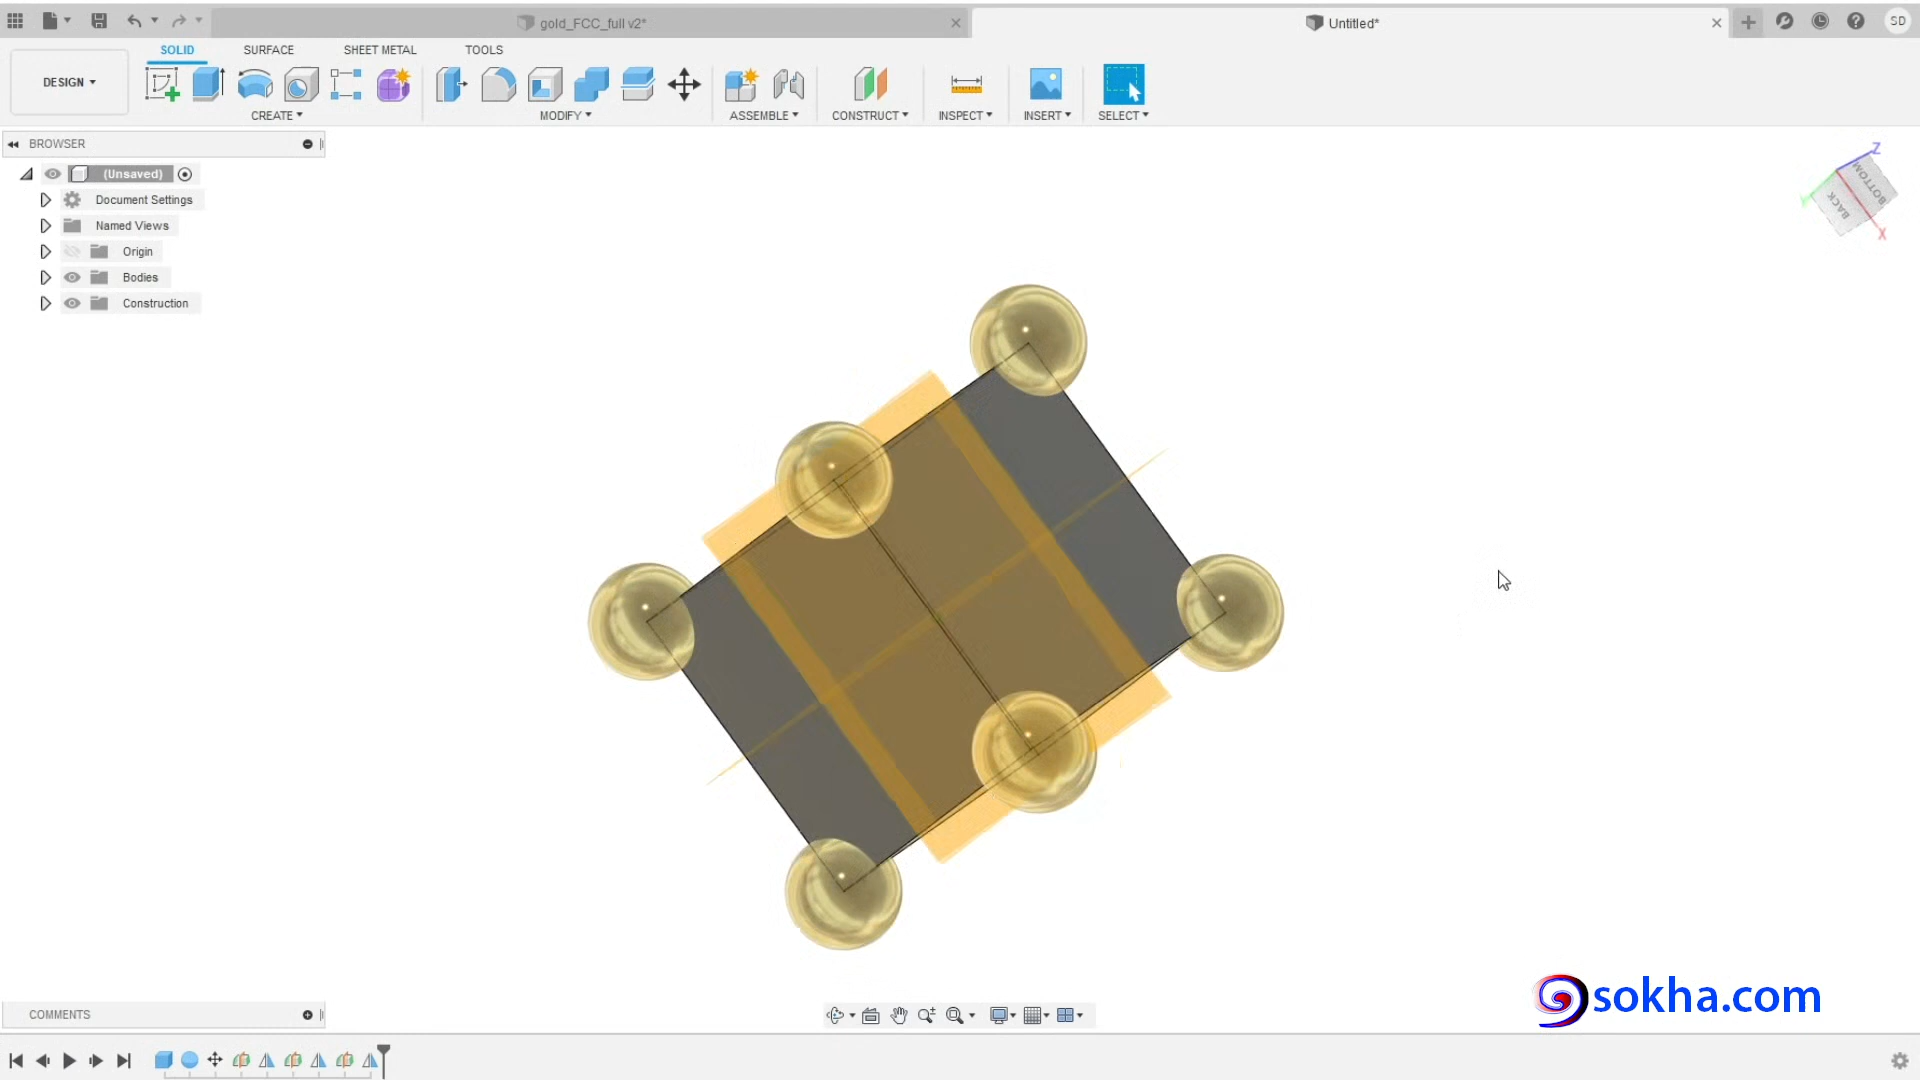 gold_FCC_full v2*
Untitled*
SD
SOLID
SURFACE
SHEET METAL
TOOLS
DESIGN
CREATE
MODIFY
ASSEMBLE
CONSTRUCT
INSPECT
INSERT
SELECT
BROWSER
(Unsaved)
Document Settings
Named Views
Origin
Bodies
Construction
Z
BOTTOM
BACK
X
COMMENTS
sokha.com